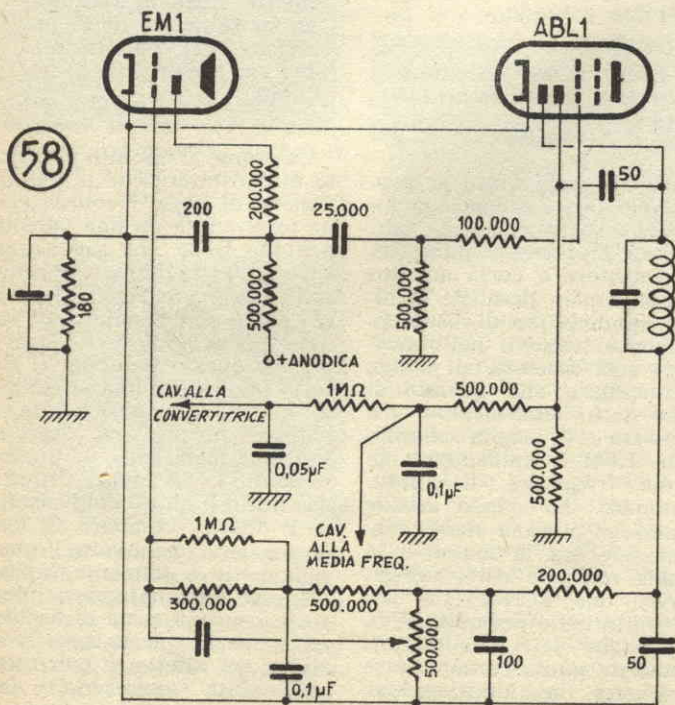 EM1
ABL1
58
200
200.000
25.000
100.000
50
180
500.000
500.000
+ANODICA
CAV. ALLA
CONVERTITRICE
1MΩ
500.000
0,05µF
0,1µF
500.000
CAV.
ALLA
MEDIA FREQ.
1MΩ
300.000
500.000
200.000
500.000
0,1µF
100
50